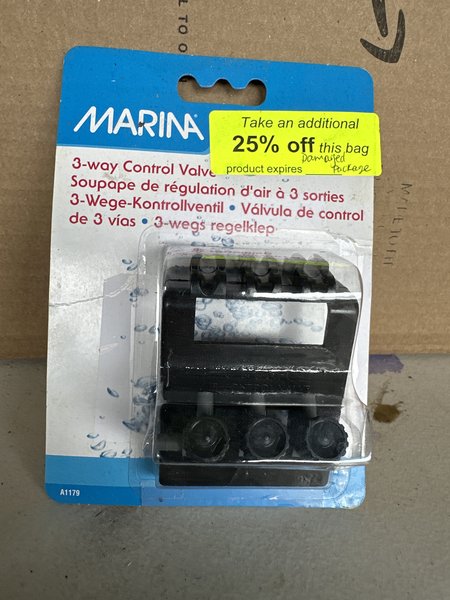 MARINA
Take an additional
25% off this bag
product expires Damaged
Package
3-way Control Valve
Soupape de régulation d'air à 3 sorties
3-Wege-Kontrollventil • Válvula de control
de 3 vías • 3-wegs regelklep
A1179